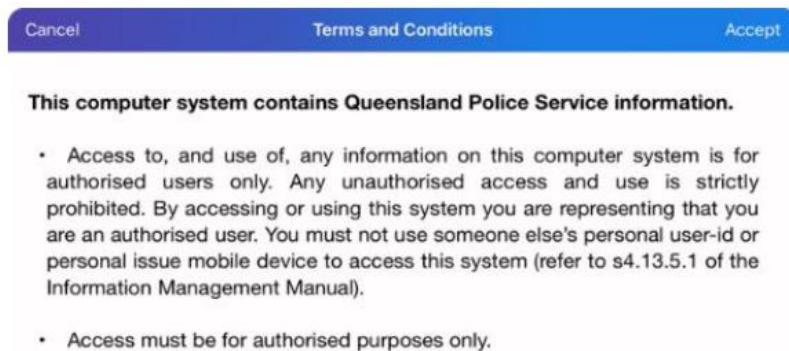 Cancel Terms and Conditions Accept
This computer system contains Queensland Police Service information.
• Access to, and use of, any information on this computer system is for
authorised users only. Any unauthorised access and use is strictly
prohibited. By accessing or using this system you are representing that you
are an authorised user. You must not use someone else's personal user-id or
personal issue mobile device to access this system (refer to s4.13.5.1 of the
Information Management Manual).
• Access must be for authorised purposes only.